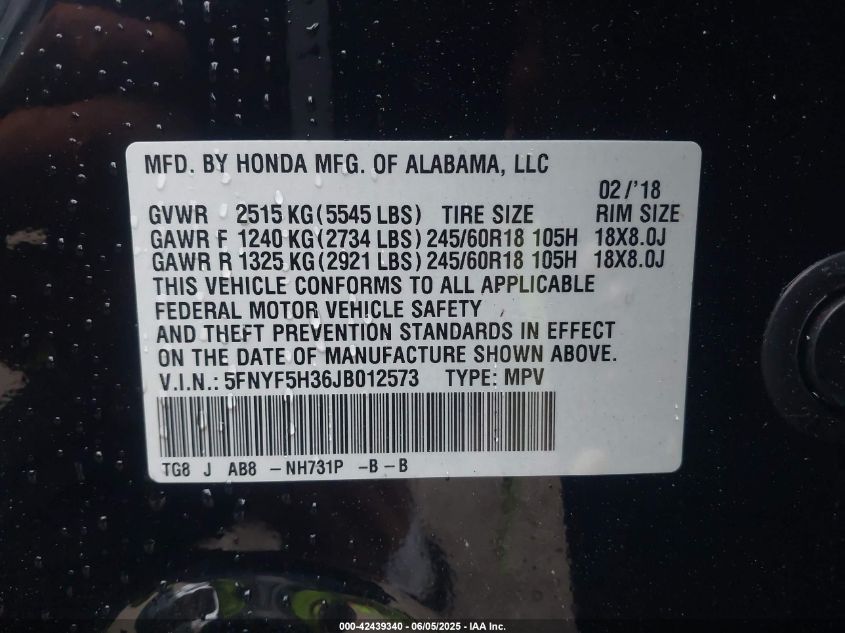 MFD. BY HONDA MFG. OF ALABAMA, LLC
02/'18
GVWR 2515 KG (5545 LBS) TIRE SIZE RIM SIZE
GAWR F 1240 KG (2734 LBS) 245/60R18 105H 18X8.0J
GAWR R 1325 KG (2921 LBS) 245/60R18 105H 18X8.0J
THIS VEHICLE CONFORMS TO ALL APPLICABLE
FEDERAL MOTOR VEHICLE SAFETY
AND THEFT PREVENTION STANDARDS IN EFFECT
ON THE DATE OF MANUFACTURE SHOWN ABOVE.
V.I.N.: 5FNYF5H36JB012573 TYPE: MPV
TG8 J AB8 -NH731P -B-B
000-42439340 - 06/05/2025 - IAA Inc.